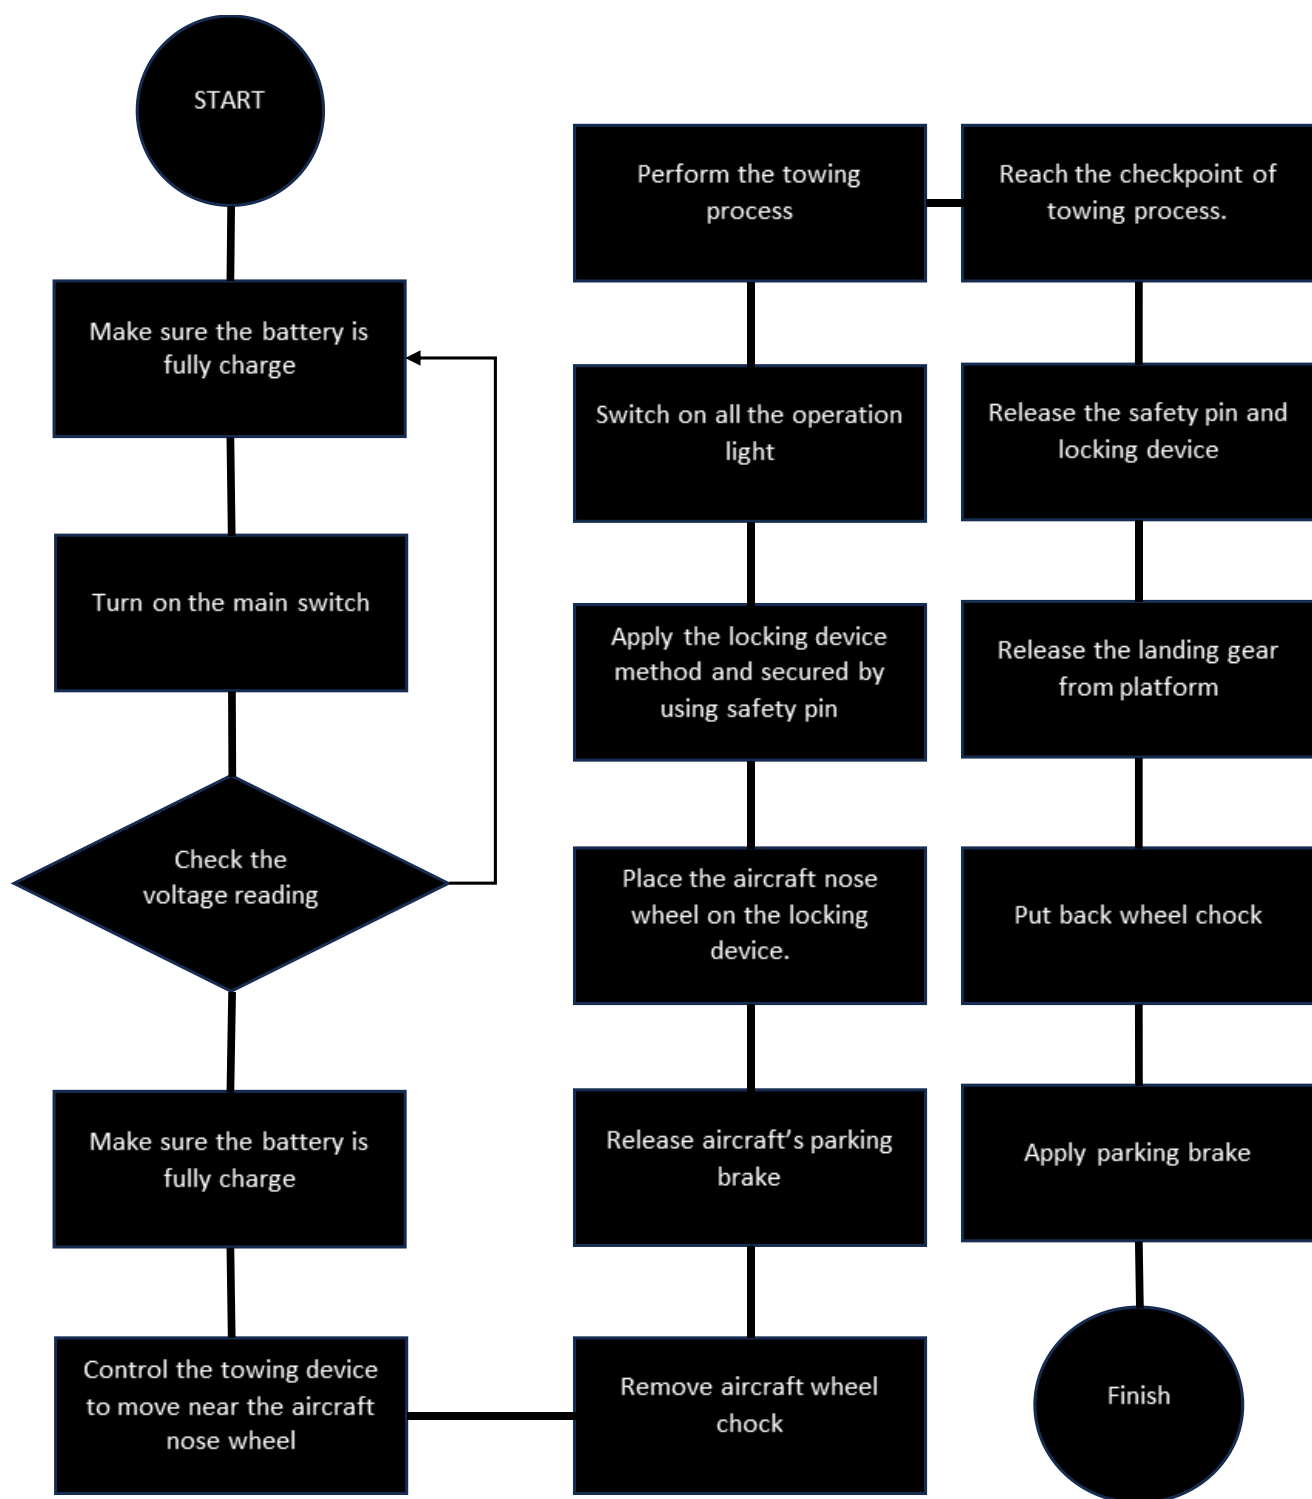 START
Make sure the battery is
fully charge
Turn on the main switch
Check the
voltage reading
Make sure the battery is
fully charge
Control the towing device
to move near the aircraft
nose wheel
Remove aircraft wheel
chock
Release aircraft’s parking
brake
Place the aircraft nose
wheel on the locking
device.
Apply the locking device
method and secured by
using safety pin
Switch on all the operation
light
Perform the towing
process
Reach the checkpoint of
towing process.
Release the safety pin and
locking device
Release the landing gear
from platform
Put back wheel chock
Apply parking brake
Finish